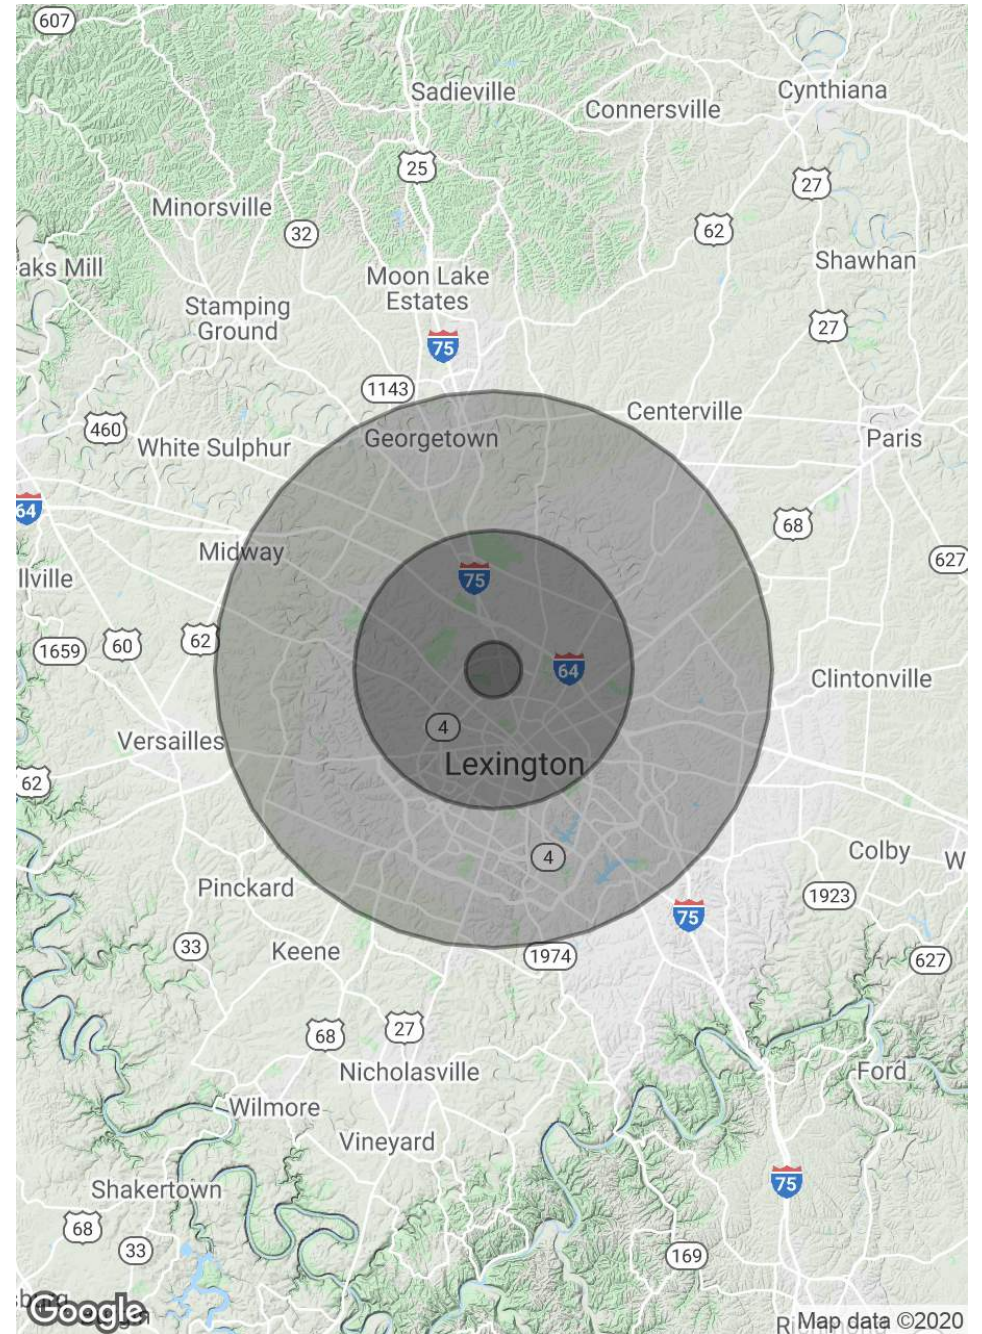 607
Sadieville
Cynthiana
Connersville
25
27
Minorsville
32
62
aks Mill
Shawhan
Moon Lake
Estates
Stamping
Ground
27
75
1143
Centerville
460
Georgetown
Paris
White Sulphur
64
68
Midway
627
75
llville
62
60
1659
64
Clintonville
4
Versailles
Lexington
62
4
Colby
W
Pinckard
1923
75
33
Keene
1974
627
68
27
Nicholasville
Ford
Wilmore
Vineyard
75
Shakertown
68
33
169
Google
Map data ©2020